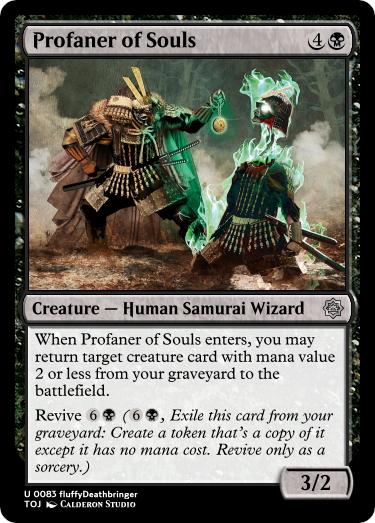 Profaner of Souls 4
Creature — Human Samurai Wizard
When Profaner of Souls enters, you may
return target creature card with mana value
2 or less from your graveyard to the
battlefield.
Revive 6 ( 6 , Exile this card from your
graveyard: Create a token that's a copy of it
except it has no mana cost. Revive only as a
sorcery.)
3/2
U 0083 fluffyDeathbringer
TOJ CALDERON STUDIO